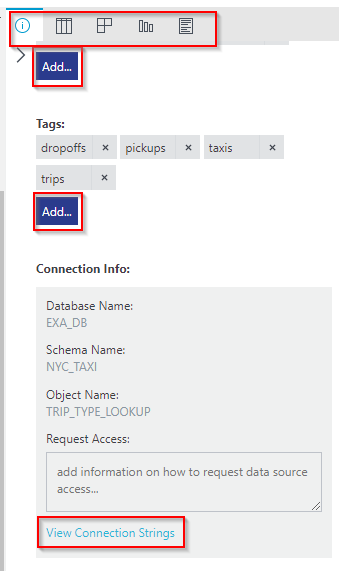 Add...
Tags:
dropoffs × pickups × taxis ×
trips ×
Add...
Connection Info:
Database Name:
EXA_DB
Schema Name:
NYC_TAXI
Object Name:
TRIP_TYPE_LOOKUP
Request Access:
add information on how to request data source
access...
View Connection Strings